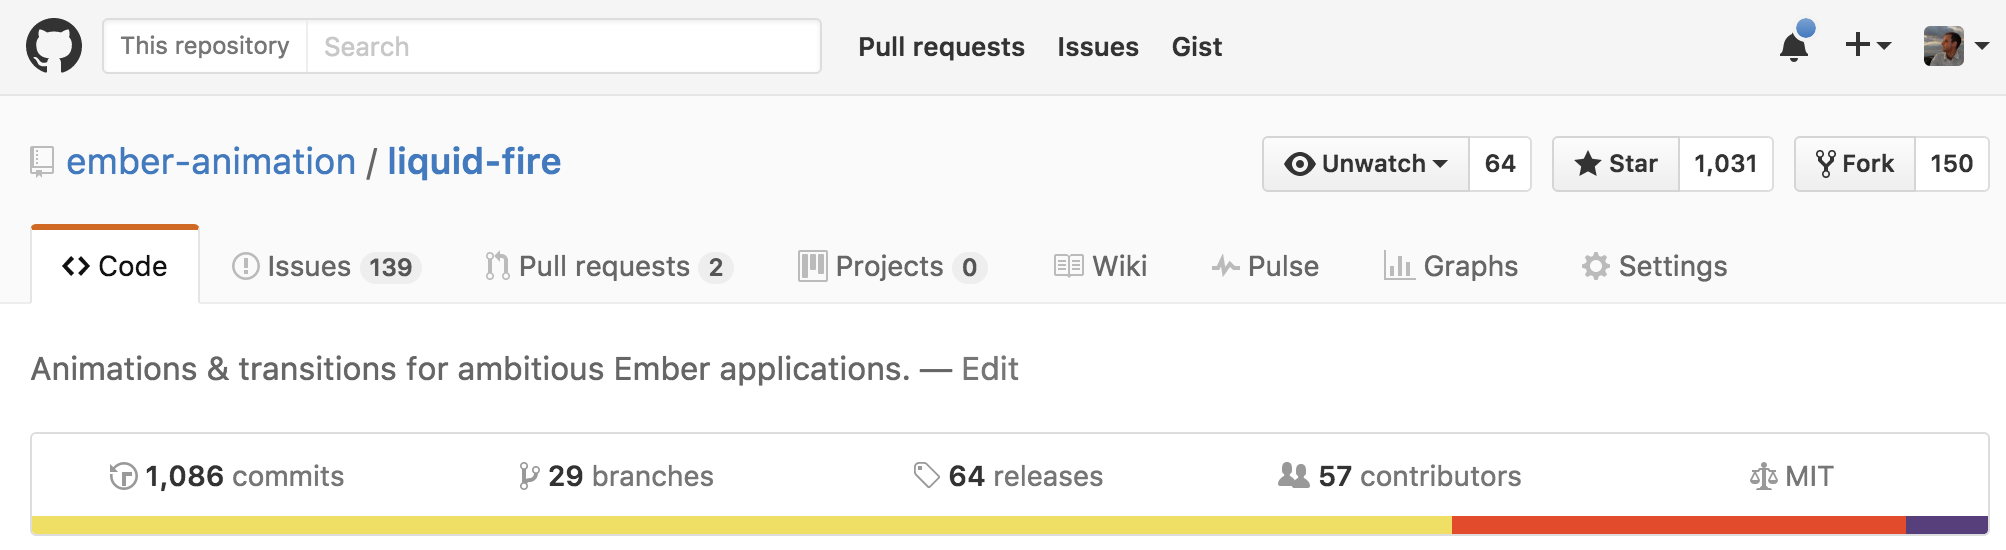 This repository Search Pull requests Issues Gist
ember-animation / liquid-fire Unwatch 64 Star 1,031 Fork 150
Code Issues 139 Pull requests 2 Projects 0 Wiki Pulse Graphs Settings
Animations & transitions for ambitious Ember applications. — Edit
1,086 commits 29 branches 64 releases 57 contributors MIT